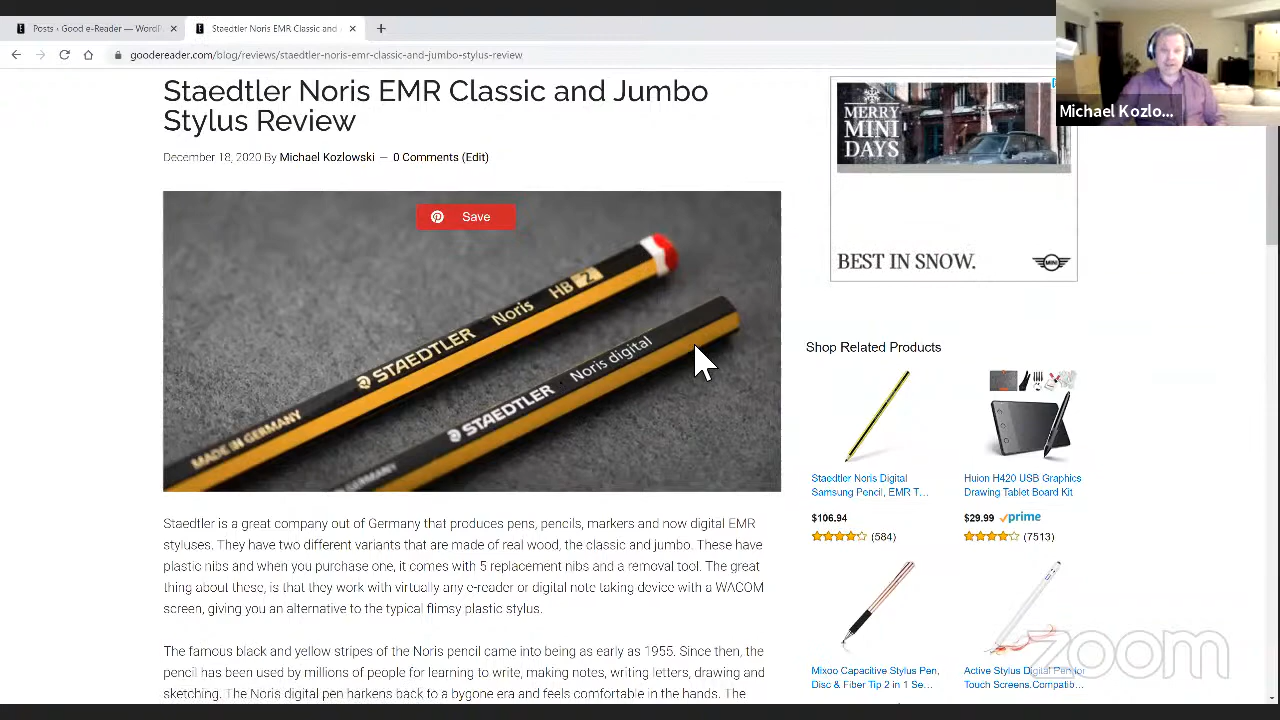 Posts ‹ Good e-Reader — WordPr
Staedtler Noris EMR Classic and
goodereader.com/blog/reviews/staedtler-noris-emr-classic-and-jumbo-stylus-review
Michael Kozlo...
Staedtler Noris EMR Classic and Jumbo
Stylus Review
December 18, 2020 By Michael Kozlowski — 0 Comments (Edit)
Save
STAEDTLER Noris HB 2
MADE IN GERMANY
STAEDTLER Noris digital
GERMANY
MERRY
MINI
DAYS
BEST IN SNOW.
Shop Related Products
Staedtler Noris Digital
Samsung Pencil, EMR T...
$106.94
(584)
Huion H420 USB Graphics
Drawing Tablet Board Kit
$29.99 prime
(7513)
Mixoo Capacitive Stylus Pen,
Disc & Fiber Tip 2 in 1 Se...
Active Stylus Digital Pen for
Touch Screens,Compatib...
zoom
Staedtler is a great company out of Germany that produces pens, pencils, markers and now digital EMR
styluses. They have two different variants that are made of real wood, the classic and jumbo. These have
plastic nibs and when you purchase one, it comes with 5 replacement nibs and a removal tool. The great
thing about these, is that they work with virtually any e-reader or digital note taking device with a WACOM
screen, giving you an alternative to the typical flimsy plastic stylus.
The famous black and yellow stripes of the Noris pencil came into being as early as 1955. Since then, the
pencil has been used by millions of people for learning to write, making notes, writing letters, drawing and
sketching. The Noris digital pen harkens back to a bygone era and feels comfortable in the hands. The